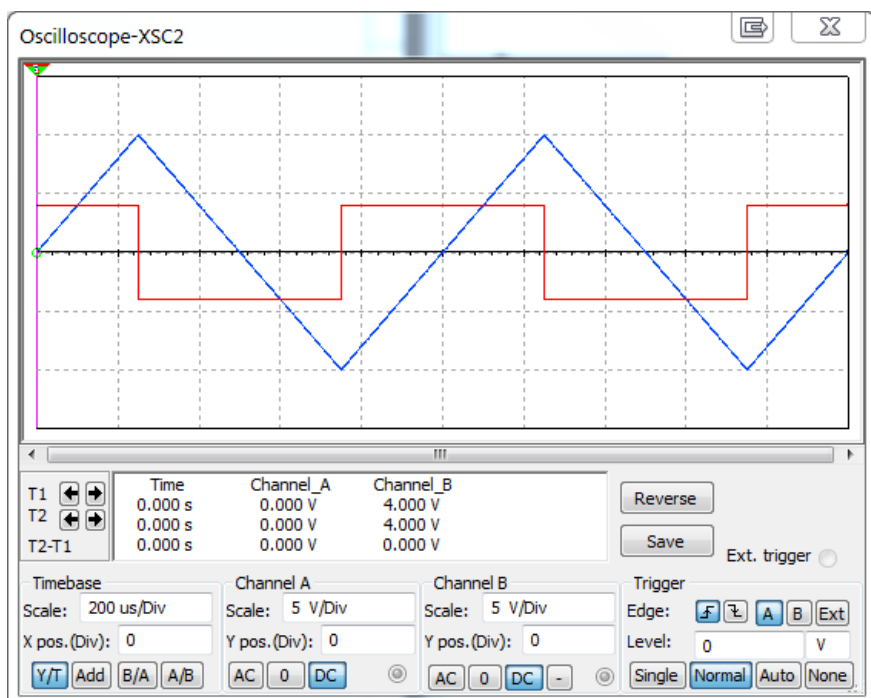 Oscilloscope-XSC2
T1
T2
T2-T1
Time Channel_A Channel_B
0.000 s 0.000 V 4.000 V
0.000 s 0.000 V 4.000 V
0.000 s 0.000 V 0.000 V
Reverse
Save
Ext. trigger
Timebase
Scale: 200 us/Div
X pos.(Div): 0
Y/T Add B/A A/B
Channel A
Scale: 5 V/Div
Y pos.(Div): 0
AC 0 DC
Channel B
Scale: 5 V/Div
Y pos.(Div): 0
AC 0 DC -
Trigger
Edge: A B Ext
Level: 0 V
Single Normal Auto None